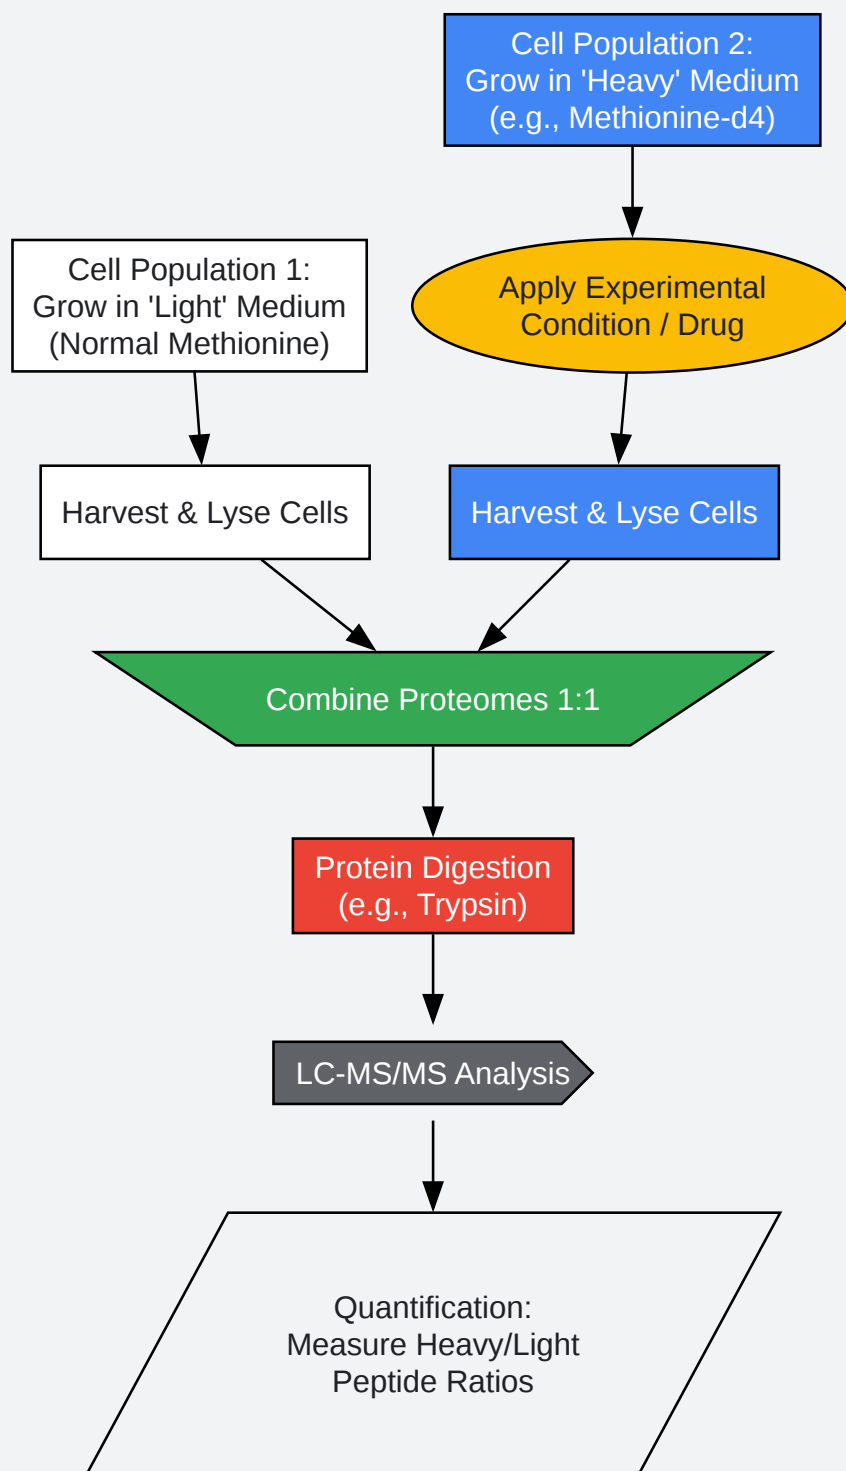 Cell Population 2:
Grow in 'Heavy' Medium
(e.g., Methionine-d4)
Cell Population 1:
Grow in 'Light' Medium
(Normal Methionine)
Apply Experimental
Condition / Drug
Harvest & Lyse Cells
Harvest & Lyse Cells
Combine Proteomes 1:1
Protein Digestion
(e.g., Trypsin)
LC-MS/MS Analysis
Quantification:
Measure Heavy/Light
Peptide Ratios